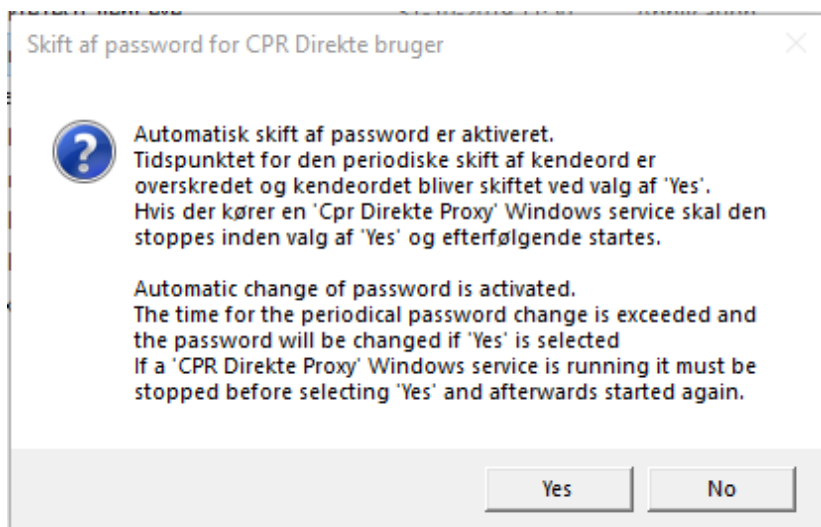 Skift af password for CPR Direkte bruger
Automatisk skift af password er aktiveret.
Tidspunktet for den periodiske skift af kendeord er
overskredet og kendeordet bliver skiftet ved valg af 'Yes'.
Hvis der kører en 'Cpr Direkte Proxy' Windows service skal den
stoppes inden valg af 'Yes' og efterfølgende startes.
Automatic change of password is activated.
The time for the periodical password change is exceeded and
the password will be changed if 'Yes' is selected
If a 'CPR Direkte Proxy' Windows service is running it must be
stopped before selecting 'Yes' and afterwards started again.
Yes
No